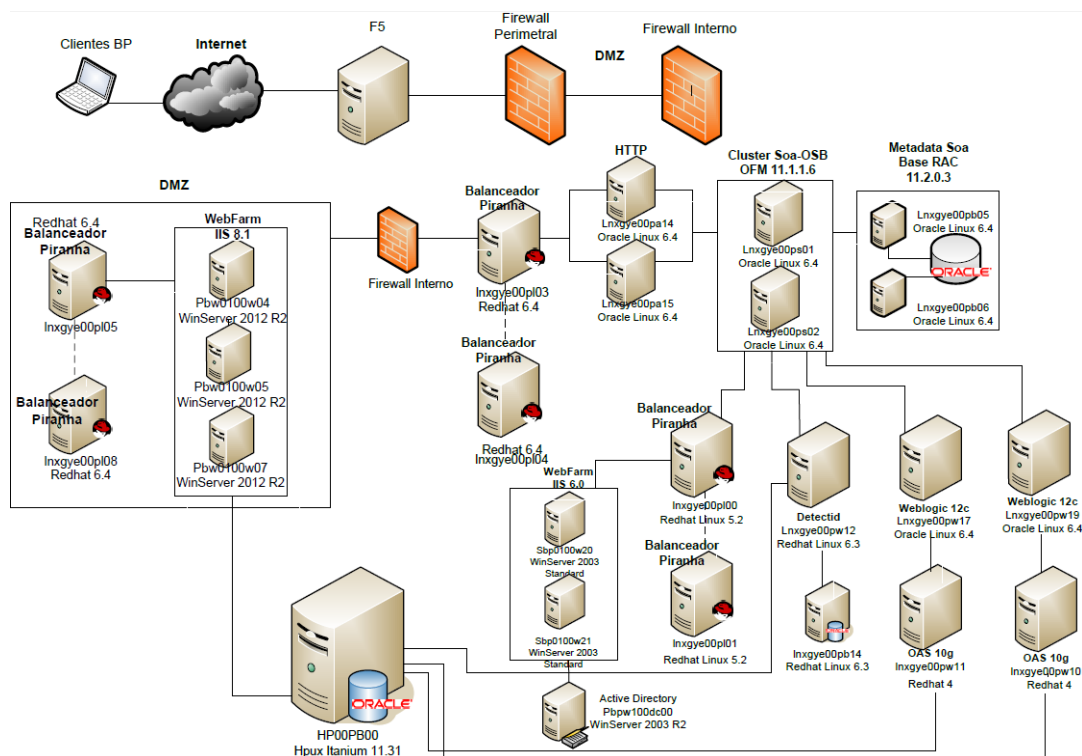 Clientes BP
Internet
F5
Firewall
Perimetral
DMZ
Firewall Interno
DMZ
Redhat 6.4
Balanceador
Piranha
lnxgye00pl05
Balanceador
Piranha
lnxgye00pl08
Redhat 6.4
WebFarm
IIS 8.1
Pbw0100w04
WinServer 2012 R2
Pbw0100w05
WinServer 2012 R2
Pbw0100w07
WinServer 2012 R2
Firewall Interno
Balanceador
Piranha
lnxgye00pl03
Redhat 6.4
Balanceador
Piranha
Redhat 6.4
lnxgye00pl04
HTTP
Lnxgye00pa14
Oracle Linux 6.4
Lnxgye00pa15
Oracle Linux 6.4
Cluster Soa-OSB
OFM 11.1.1.6
Lnxgye00ps01
Oracle Linux 6.4
Lnxgye00ps02
Oracle Linux 6.4
Metadata Soa
Base RAC
11.2.0.3
Lnxgye00pb05
Oracle Linux 6.4
ORACLE
Lnxgye00pb06
Oracle Linux 6.4
WebFarm
IIS 6.0
Sbp0100w20
WinServer 2003
Standard
Sbp0100w21
WinServer 2003
Standard
Balanceador
Piranha
lnxgye00pl00
Redhat Linux 5.2
Balanceador
Piranha
lnxgye00pl01
Redhat Linux 5.2
Detectid
Lnxgye00pw12
Redhat Linux 6.3
ORACLE
lnxgye00pb14
Redhat Linux 6.3
Weblogic 12c
Lnxgye00pw17
Oracle Linux 6.4
OAS 10g
lnxgye00pw11
Redhat 4
Weblogic 12c
Lnxgye00pw19
Oracle Linux 6.4
OAS 10g
lnxgye00pw10
Redhat 4
Active Directory
Pbpw100dc00
WinServer 2003 R2
ORACLE
HP00PB00
Hpux Itanium 11.31